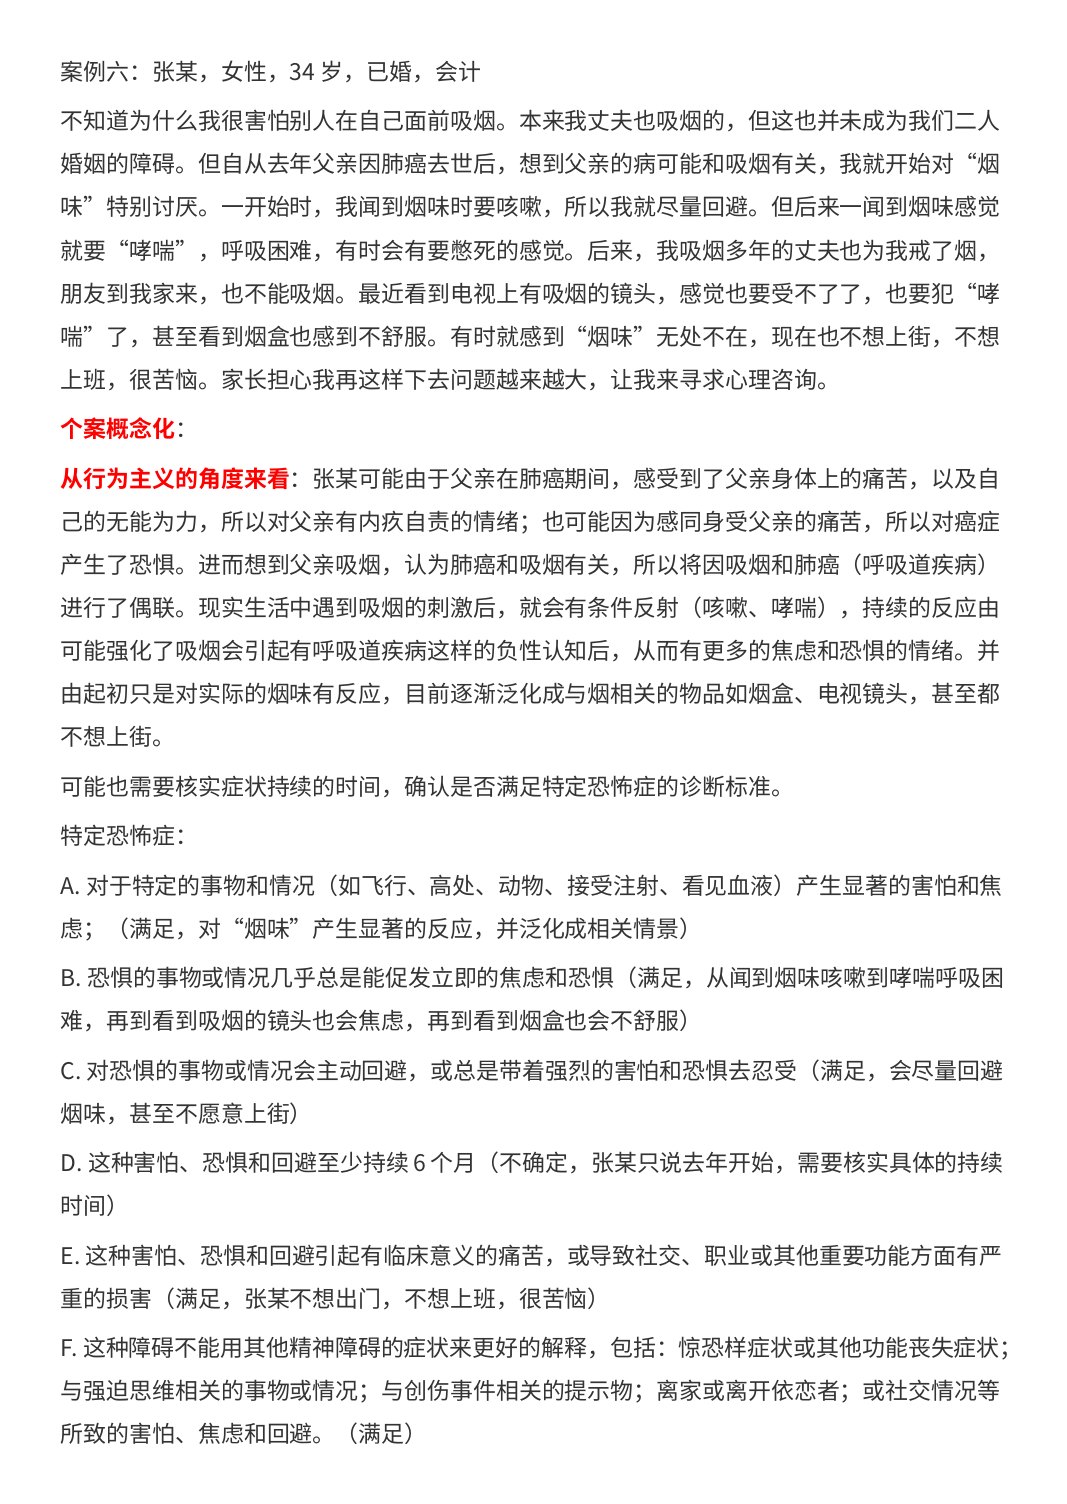 案例六：张某，女性，34 岁，已婚，会计
不知道为什么我很害怕别人在自己面前吸烟。本来我丈夫也吸烟的，但这也并未成为我们二人
婚姻的障碍。但自从去年父亲因肺癌去世后，想到父亲的病可能和吸烟有关，我就开始对“烟
味”特别讨厌。一开始时，我闻到烟味时要咳嗽，所以我就尽量回避。但后来一闻到烟味感觉
就要“哮喘”，呼吸困难，有时会有要憋死的感觉。后来，我吸烟多年的丈夫也为我戒了烟，
朋友到我家来，也不能吸烟。最近看到电视上有吸烟的镜头，感觉也要受不了了，也要犯“哮
喘”了，甚至看到烟盒也感到不舒服。有时就感到“烟味”无处不在，现在也不想上街，不想
上班，很苦恼。家长担心我再这样下去问题越来越大，让我来寻求心理咨询。
个案概念化：
从行为主义的角度来看：张某可能由于父亲在肺癌期间，感受到了父亲身体上的痛苦，以及自
己的无能为力，所以对父亲有内疚自责的情绪；也可能因为感同身受父亲的痛苦，所以对癌症
产生了恐惧。进而想到父亲吸烟，认为肺癌和吸烟有关，所以将因吸烟和肺癌（呼吸道疾病）
进行了偶联。现实生活中遇到吸烟的刺激后，就会有条件反射（咳嗽、哮喘），持续的反应由
可能强化了吸烟会引起有呼吸道疾病这样的负性认知后，从而有更多的焦虑和恐惧的情绪。并
由起初只是对实际的烟味有反应，目前逐渐泛化成与烟相关的物品如烟盒、电视镜头，甚至都
不想上街。
可能也需要核实症状持续的时间，确认是否满足特定恐怖症的诊断标准。
特定恐怖症：
A. 对于特定的事物和情况（如飞行、高处、动物、接受注射、看见血液）产生显著的害怕和焦
虑；（满足，对“烟味”产生显著的反应，并泛化成相关情景）
B. 恐惧的事物或情况几乎总是能促发立即的焦虑和恐惧（满足，从闻到烟味咳嗽到哮喘呼吸困
难，再到看到吸烟的镜头也会焦虑，再到看到烟盒也会不舒服）
C. 对恐惧的事物或情况会主动回避，或总是带着强烈的害怕和恐惧去忍受（满足，会尽量回避
烟味，甚至不愿意上街）
D. 这种害怕、恐惧和回避至少持续 6 个月（不确定，张某只说去年开始，需要核实具体的持续
时间）
E. 这种害怕、恐惧和回避引起有临床意义的痛苦，或导致社交、职业或其他重要功能方面有严
重的损害（满足，张某不想出门，不想上班，很苦恼）
F. 这种障碍不能用其他精神障碍的症状来更好的解释，包括：惊恐样症状或其他功能丧失症状；
与强迫思维相关的事物或情况；与创伤事件相关的提示物；离家或离开依恋者；或社交情况等
所致的害怕、焦虑和回避。（满足）